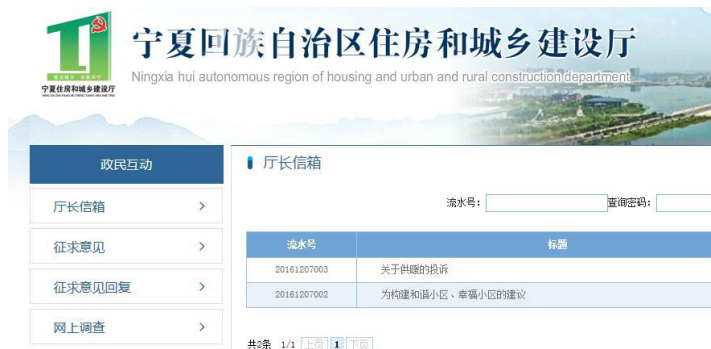 宁夏回族自治区住房和城乡建设厅
Ningxia hui autonomous region of housing and urban and rural construction department
宁夏住房和城乡建设厅
政民互动
厅长信箱
征求意见
征求意见回复
网上调查
厅长信箱
流水号: 查询密码:
流水号 标题
20161207003 关于供暖的投诉
20161207002 为构建和谐小区、幸福小区的建议
共2条 1/1 上页 1 下页